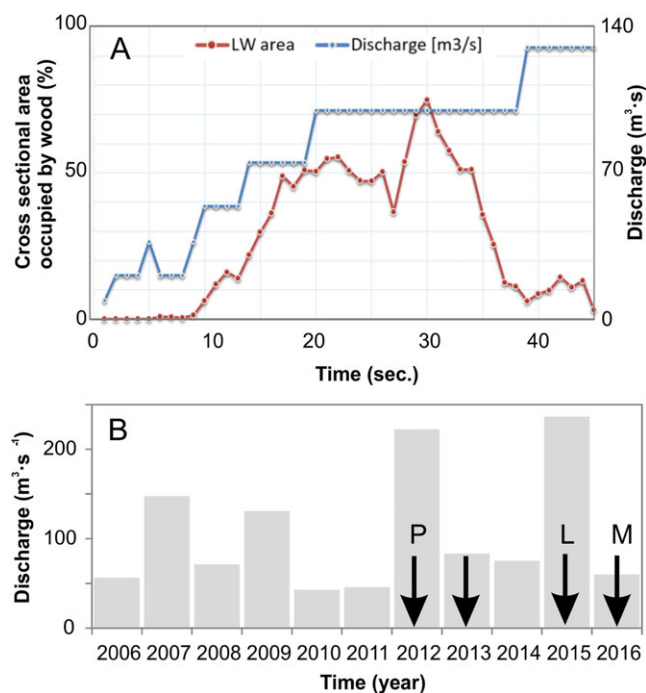 A
LW area
Discharge [m3/s]
Cross sectional area
occupied by wood (%)
100
50
0
140
70
0
Discharge (m³·s)
0 10 20 30 40
Time (sec.)
B
Discharge (m³·s⁻¹)
200
100
0
P L M
2006 2007 2008 2009 2010 2011 2012 2013 2014 2015 2016
Time (year)